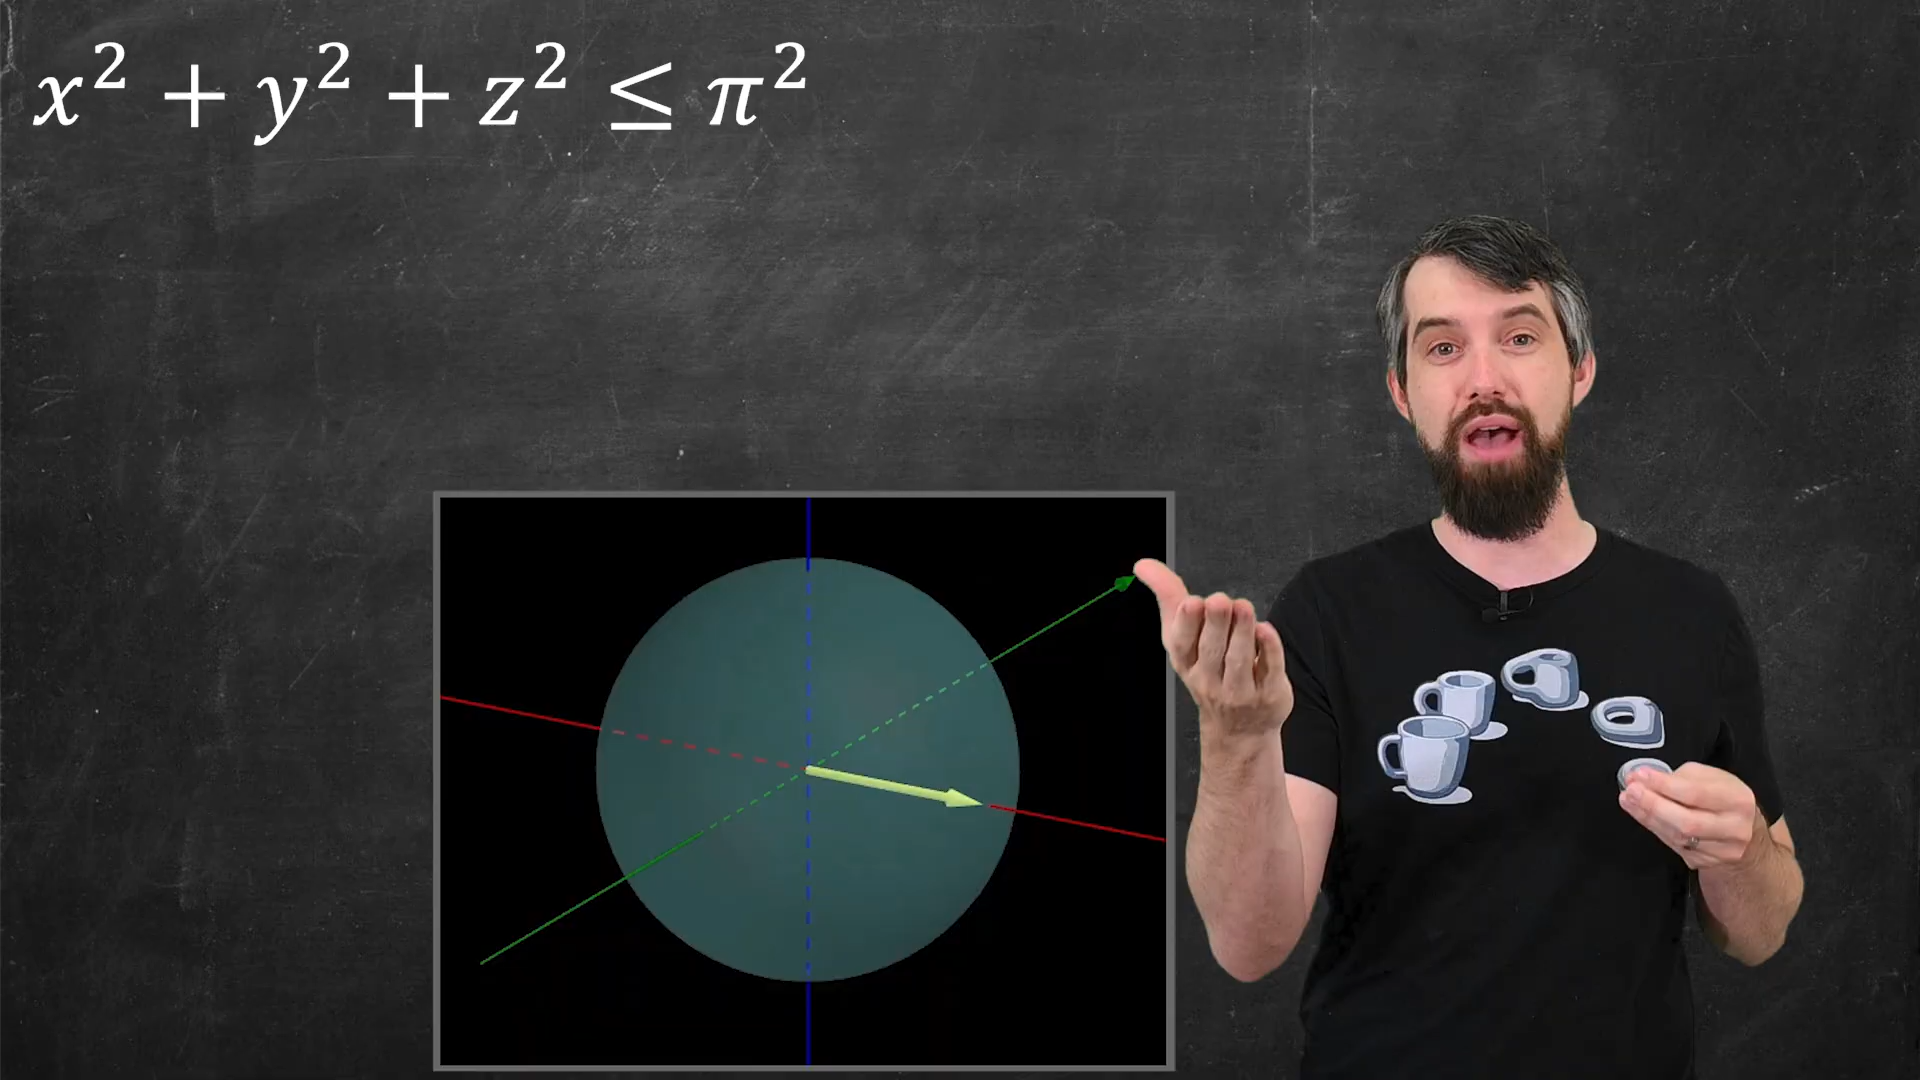 x² + y² + z² ≤ π²